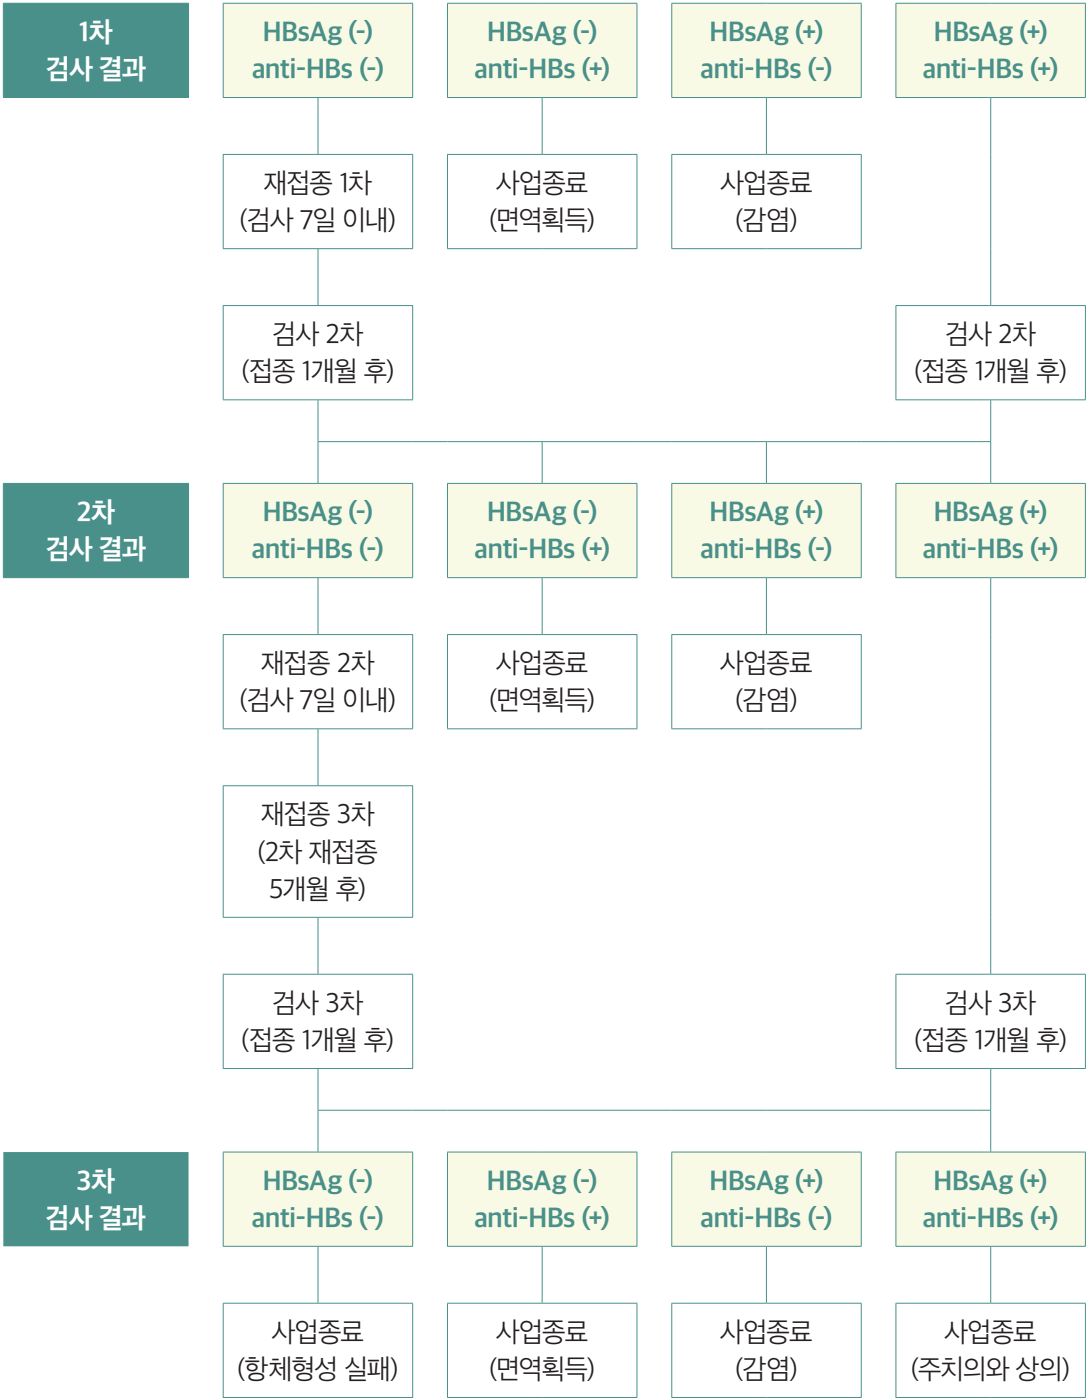 1차
검사 결과
HBsAg (-)
anti-HBs (-)
HBsAg (-)
anti-HBs (+)
HBsAg (+)
anti-HBs (-)
HBsAg (+)
anti-HBs (+)
재접종 1차
(검사 7일 이내)
사업종료
(면역획득)
사업종료
(감염)
검사 2차
(접종 1개월 후)
검사 2차
(접종 1개월 후)
2차
검사 결과
HBsAg (-)
anti-HBs (-)
HBsAg (-)
anti-HBs (+)
HBsAg (+)
anti-HBs (-)
HBsAg (+)
anti-HBs (+)
재접종 2차
(검사 7일 이내)
사업종료
(면역획득)
사업종료
(감염)
재접종 3차
(2차 재접종
5개월 후)
검사 3차
(접종 1개월 후)
검사 3차
(접종 1개월 후)
3차
검사 결과
HBsAg (-)
anti-HBs (-)
HBsAg (-)
anti-HBs (+)
HBsAg (+)
anti-HBs (-)
HBsAg (+)
anti-HBs (+)
사업종료
(항체형성 실패)
사업종료
(면역획득)
사업종료
(감염)
사업종료
(주치의와 상의)